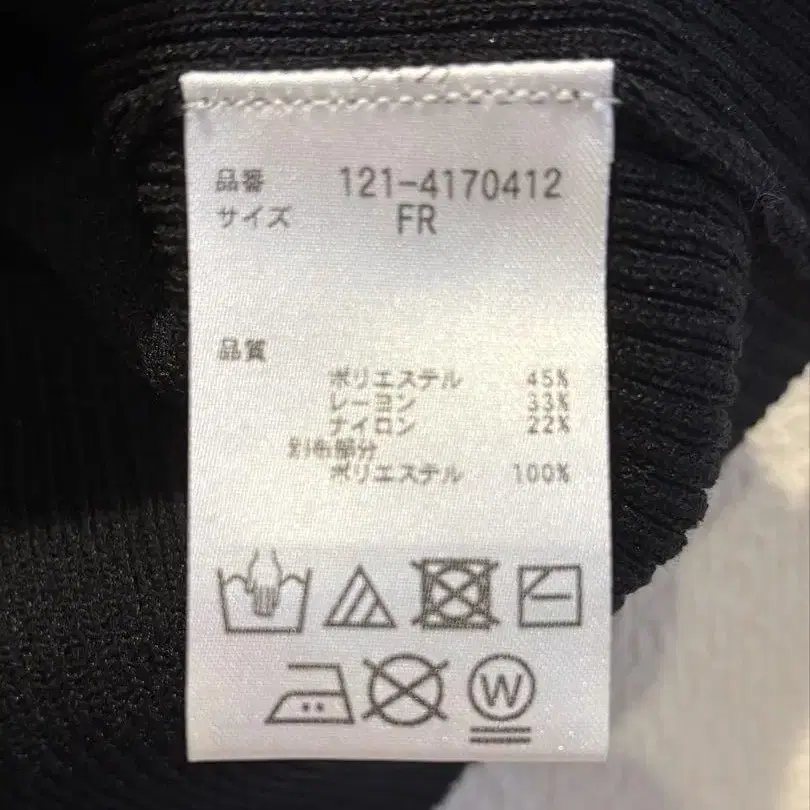 品番 121-4170412
サイズ FR
品質
ポリエステル 45%
レーヨン 33%
ナイロン 22%
別布部分
ポリエステル 100%
W